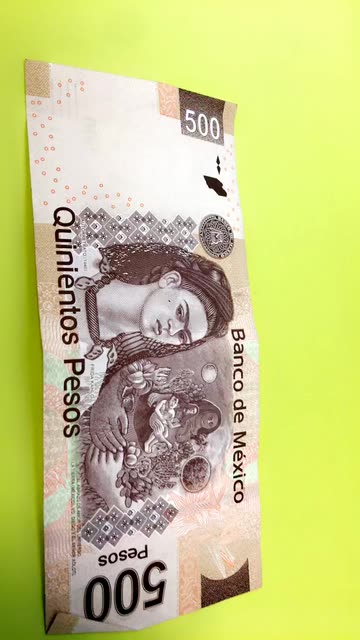 500
Banco de México
Quinientos Pesos
500
Pesos